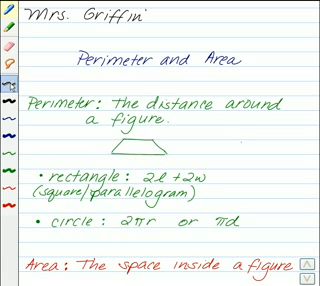 Mrs. Griffin
Perimeter and Area
Perimeter: The distance around
a figure.
• rectangle: 2l + 2w
(square/parallelogram)
• circle: 2πr or πd
Area: The space inside a figure